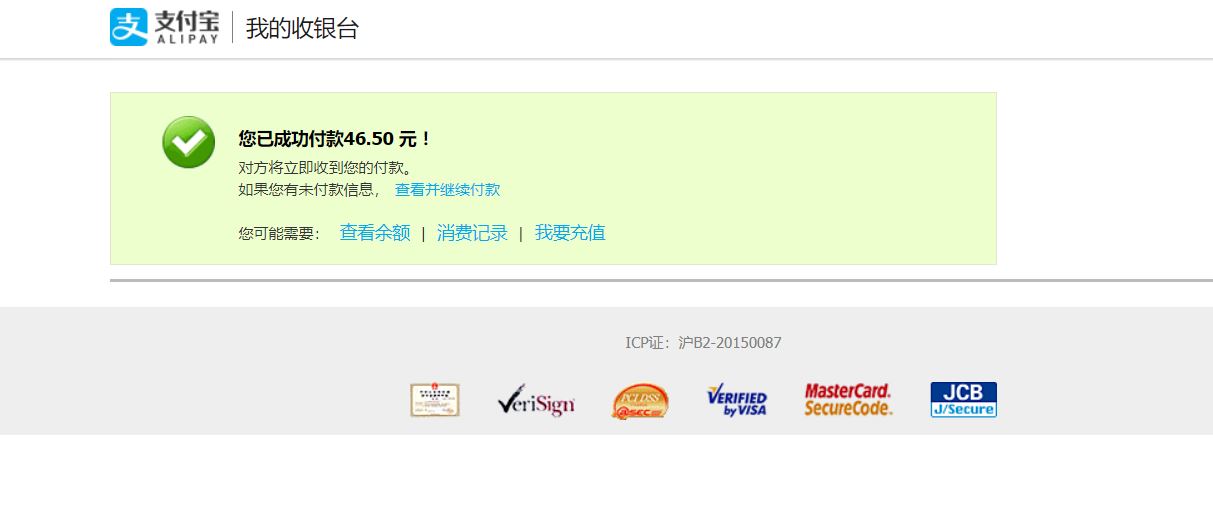 支付宝 ALIPAY | 我的收银台
您已成功付款46.50 元！
对方将立即收到您的付款。
如果您有未付款信息， 查看并继续付款
您可能需要： 查看余额 | 消费记录 | 我要充值
ICP证：沪B2-20150087
VeriSign
PCI DSS
@sec
VERIFIED
by VISA
MasterCard.
SecureCode.
JCB
J/Secure